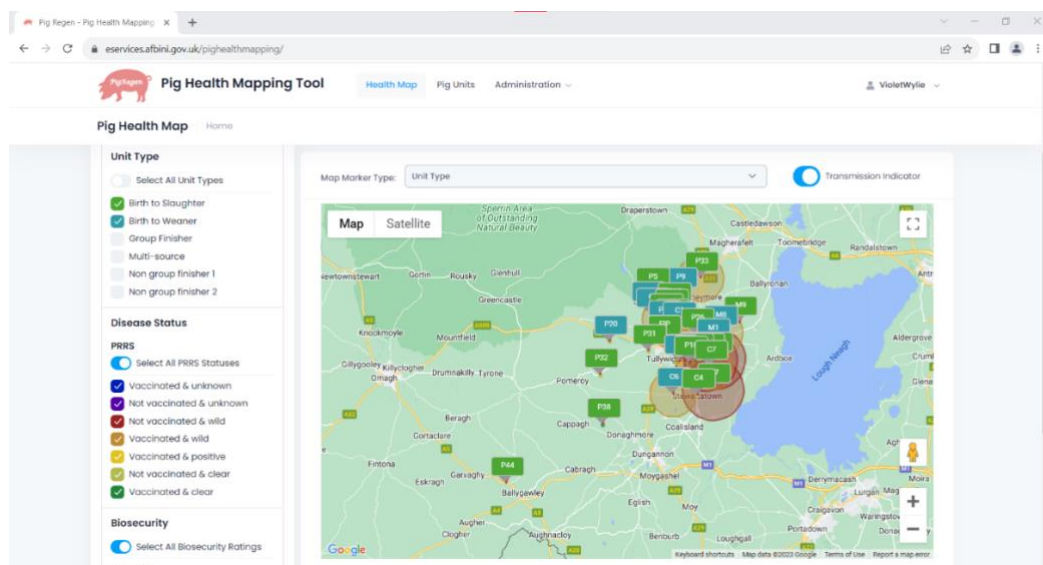 Pig Regen - Pig Health Mapping
eservices.afbini.gov.uk/pighealthmapping/
PigRegen
Pig Health Mapping Tool
Health Map
Pig Units
Administration
VioletWylie
Pig Health Map
Home
Unit Type
Select All Unit Types
Birth to Slaughter
Birth to Weaner
Group Finisher
Multi-source
Non group finisher 1
Non group finisher 2
Disease Status
PRRS
Select All PRRS Statuses
Vaccinated & unknown
Not vaccinated & unknown
Not vaccinated & wild
Vaccinated & wild
Vaccinated & positive
Not vaccinated & clear
Vaccinated & clear
Biosecurity
Select All Biosecurity Ratings
Map Marker Type:
Unit Type
Transmission Indicator
Map
Satellite
Sperrin Area
of Outstanding
Natural Beauty
Draperstown
Castledawson
Magherafelt
Toomebridge
Randalstown
Newtownstewart
Gortin
Rousky
Glenhull
P33
P5
P9
Ballyronan
Antr
Greencastle
M9
M8
Knockmoyle
Mountfield
P20
P31
M1
Aldergrove
P32
C7
Ardboe
Lough Neagh
Crumli
Gillygooley
Killyclogher
Drumnakilly
Tyrone
Omagh
Pomeroy
C6
C4
Glena
P38
Beragh
Cappagh
Coalisland
Gortaclare
Donaghmore
Dungannon
Fintona
P44
Cabragh
M1
Garvaghy
Moygashel
Derrymacash
Moira
Eskragh
Ballygawley
Lurgan
Eglish
Moy
Craigavon
Augher
Portadown
Clogher
Aughnacloy
Benburb
Loughgall
Google
Keyboard shortcuts
Map data ©2023 Google
Terms of Use
Report a map error